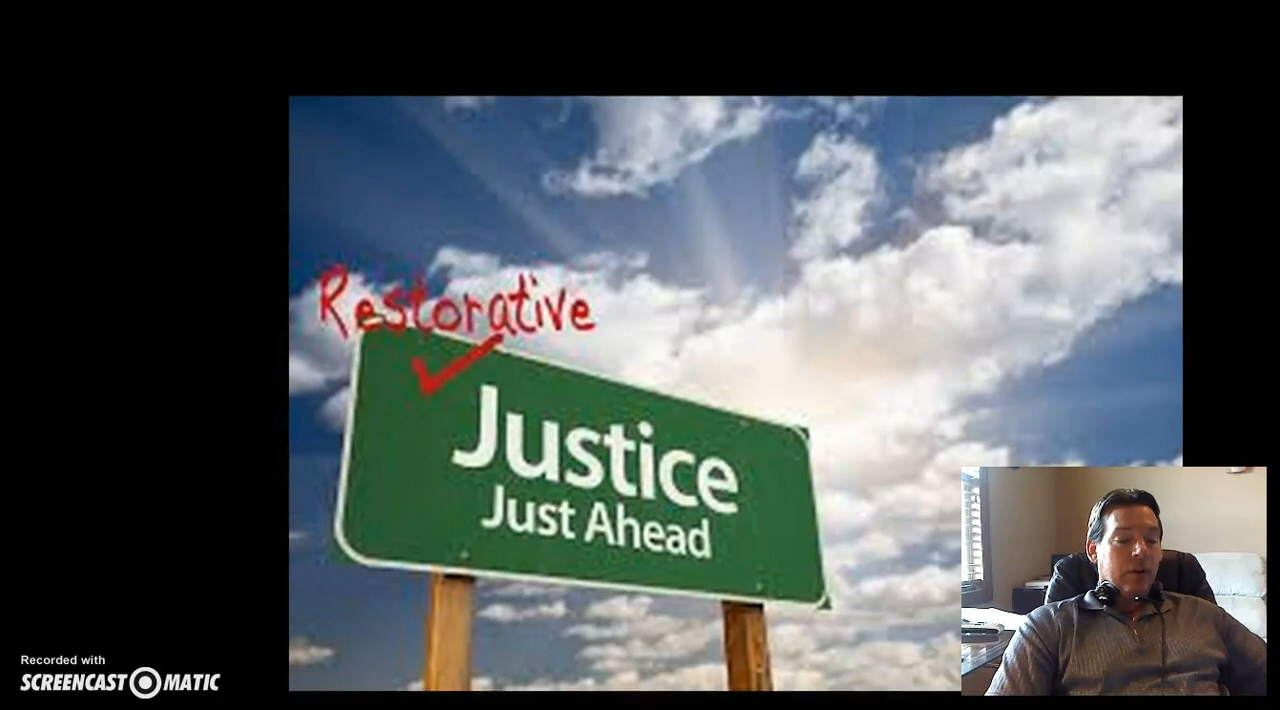 Restorative
Justice
Just Ahead
Recorded with
SCREENCAST MATIC